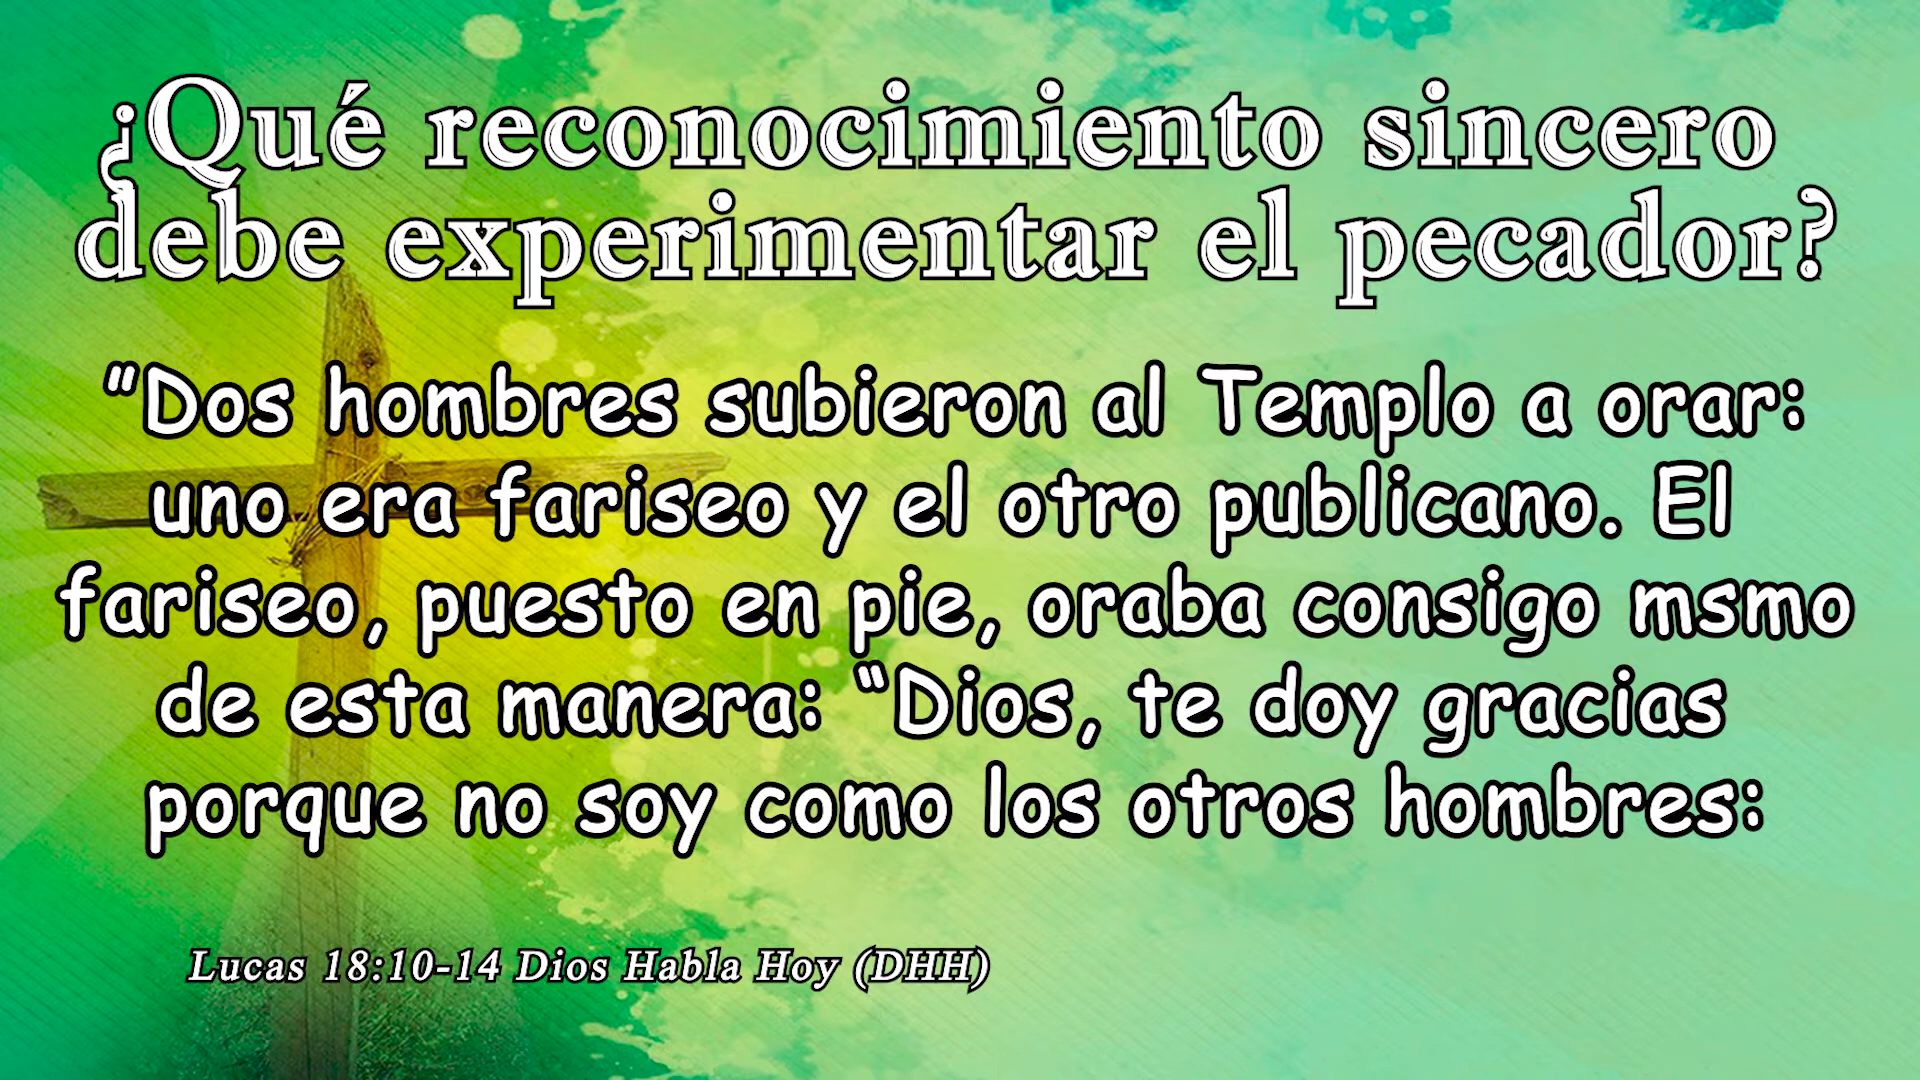 ¿Qué reconocimiento sincero
debe experimentar el pecador?
“Dos hombres subieron al Templo a orar:
uno era fariseo y el otro publicano. El
fariseo, puesto en pie, oraba consigo msmo
de esta manera: “Dios, te doy gracias
porque no soy como los otros hombres:
Lucas 18:10-14 Dios Habla Hoy (DHH)